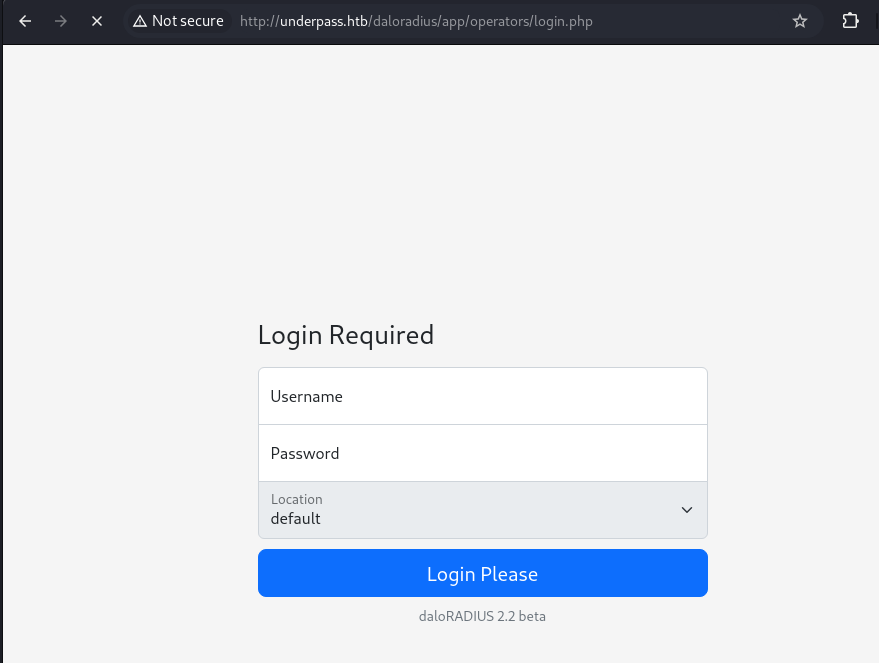 Not secure http://underpass.htb/daloradius/app/operators/login.php
Login Required
Username
Password
Location
default
Login Please
daloRADIUS 2.2 beta